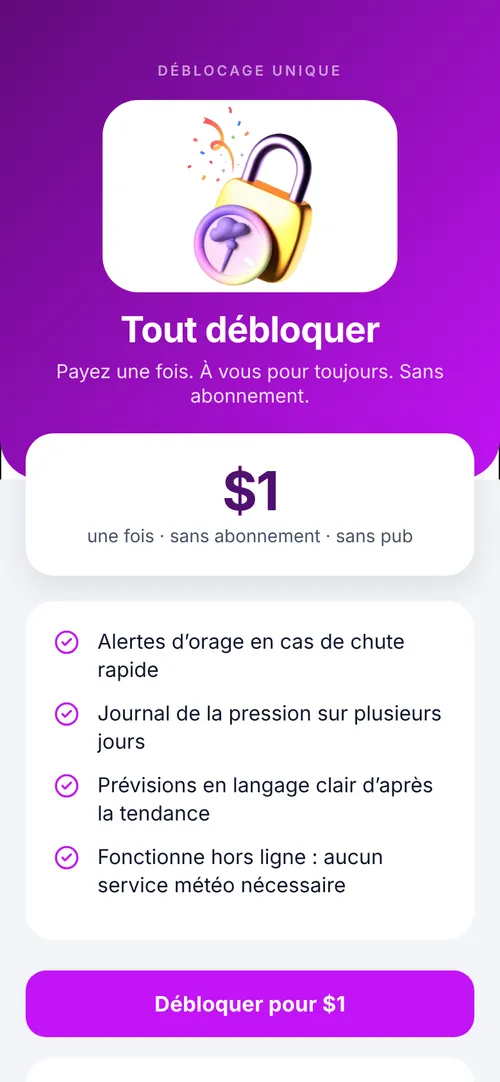 DÉBLOCAGE UNIQUE
Tout débloquer
Payez une fois. À vous pour toujours. Sans
abonnement.
$1
une fois · sans abonnement · sans pub
Alertes d’orage en cas de chute
rapide
Journal de la pression sur plusieurs
jours
Prévisions en langage clair d’après
la tendance
Fonctionne hors ligne : aucun
service météo nécessaire
Débloquer pour $1